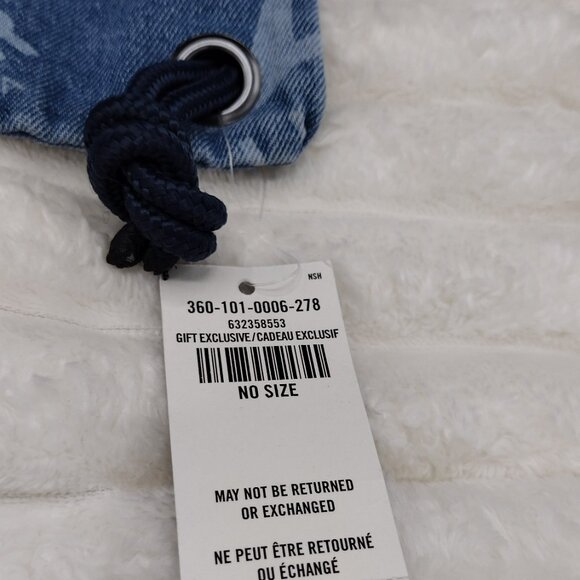 NSH
360-101-0006-278
632358553
GIFT EXCLUSIVE/CADEAU EXCLUSIF
NO SIZE
MAY NOT BE RETURNED
OR EXCHANGED
NE PEUT ÊTRE RETOURNÉ
OU ÉCHANGÉ